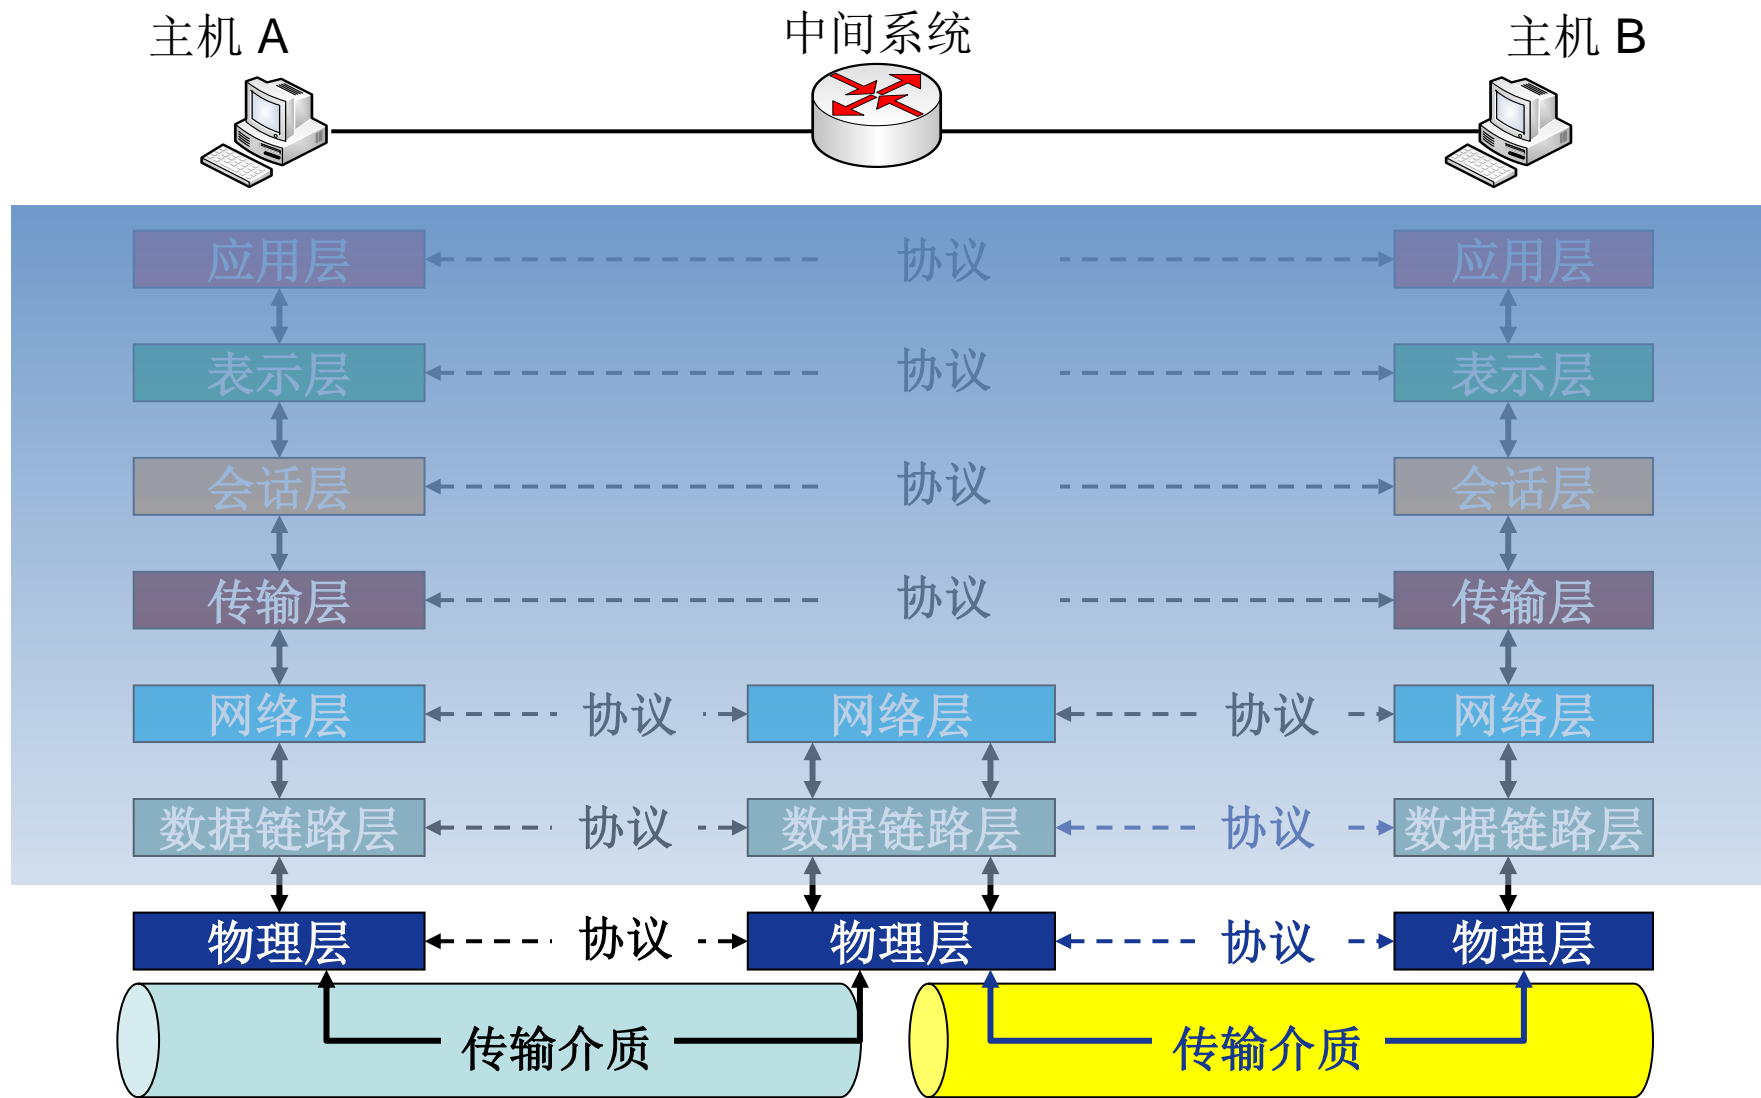 主机 A
中间系统
主机 B
应用层
协议
应用层
表示层
协议
表示层
会话层
协议
会话层
传输层
协议
传输层
网络层
协议
网络层
协议
网络层
数据链路层
协议
数据链路层
协议
数据链路层
物理层
协议
物理层
协议
物理层
传输介质
传输介质